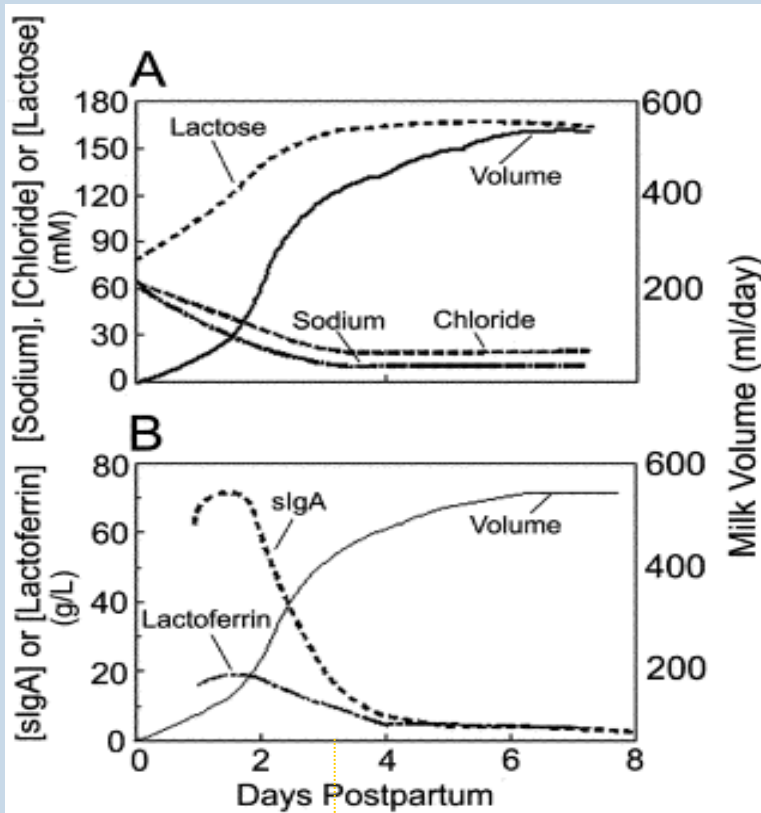 A
[Sodium], [Chloride] or [Lactose]
(mM)
180
150
120
90
60
30
0
600
400
200
Lactose
Volume
Sodium
Chloride
B
[sIgA] or [Lactoferrin]
(g/L)
80
60
40
20
0
600
400
200
sIgA
Volume
Lactoferrin
Milk Volume (ml/day)
0 2 4 6 8
Days Postpartum